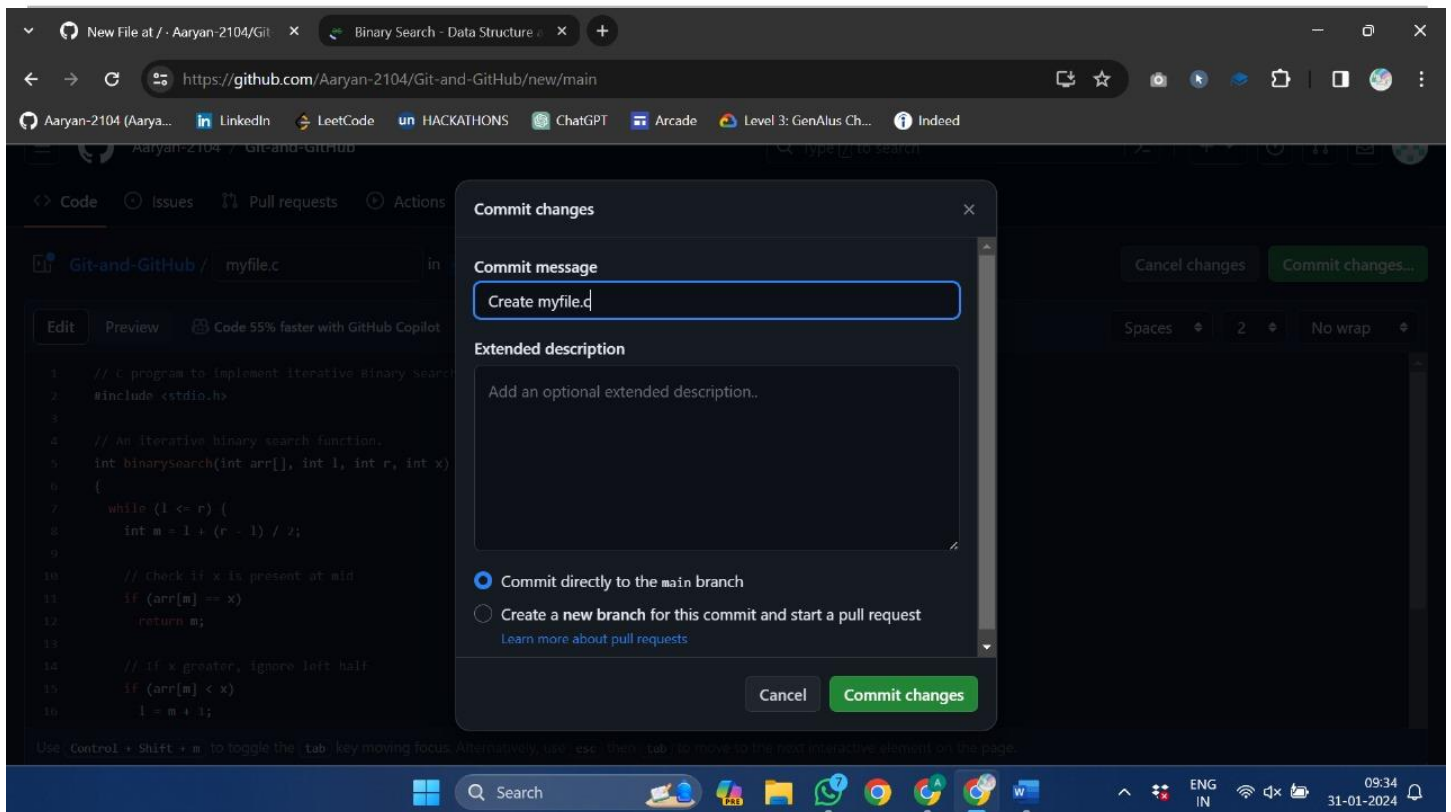 New File at / · Aaryan-2104/Git-
Binary Search - Data Structure a
https://github.com/Aaryan-2104/Git-and-GitHub/new/main
Aaryan-2104 (Aarya...
in LinkedIn
LeetCode
un HACKATHONS
ChatGPT
Arcade
Level 3: GenAIus Ch...
Indeed
Aaryan-2104 / Git-and-GitHub
Type / to search
<> Code
Issues
Pull requests
Actions
Git-and-GitHub / myfile.c in
Cancel changes
Commit changes...
Edit
Preview
Code 55% faster with GitHub Copilot
Spaces
2
No wrap
1 // C program to implement iterative Binary Search
2 #include <stdio.h>
3
4 // An iterative binary search function.
5 int binarySearch(int arr[], int l, int r, int x)
6 {
7 while (l <= r) {
8 int m = l + (r - l) / 2;
9
10 // Check if x is present at mid
11 if (arr[m] == x)
12 return m;
13
14 // If x greater, ignore left half
15 if (arr[m] < x)
16 l = m + 1;
Use Control + Shift + m to toggle the tab key moving focus. Alternatively, use esc then tab to move to the next interactive element on the page.
Commit changes
Commit message
Create myfile.c
Extended description
Add an optional extended description..
Commit directly to the main branch
Create a new branch for this commit and start a pull request
Learn more about pull requests
Cancel
Commit changes
Search
PRE
7
A
W
ENG
IN
09:34
31-01-2024